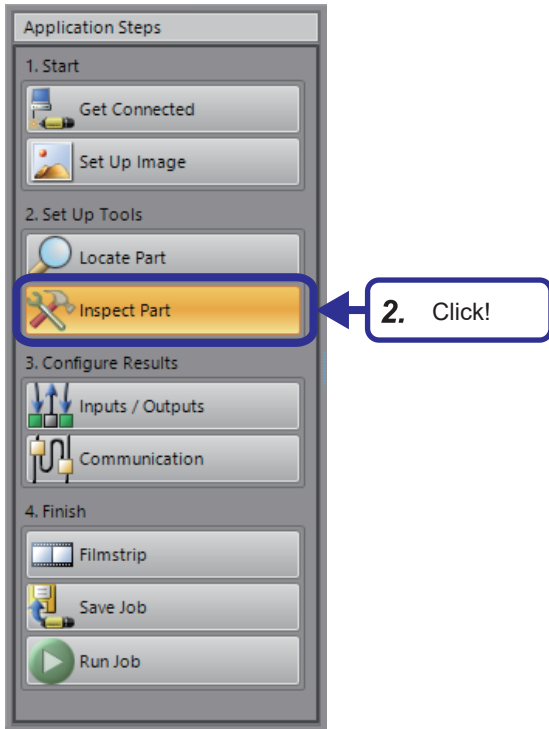 Application Steps
1. Start
Get Connected
Set Up Image
2. Set Up Tools
Locate Part
Inspect Part
2. Click!
3. Configure Results
Inputs / Outputs
Communication
4. Finish
Filmstrip
Save Job
Run Job